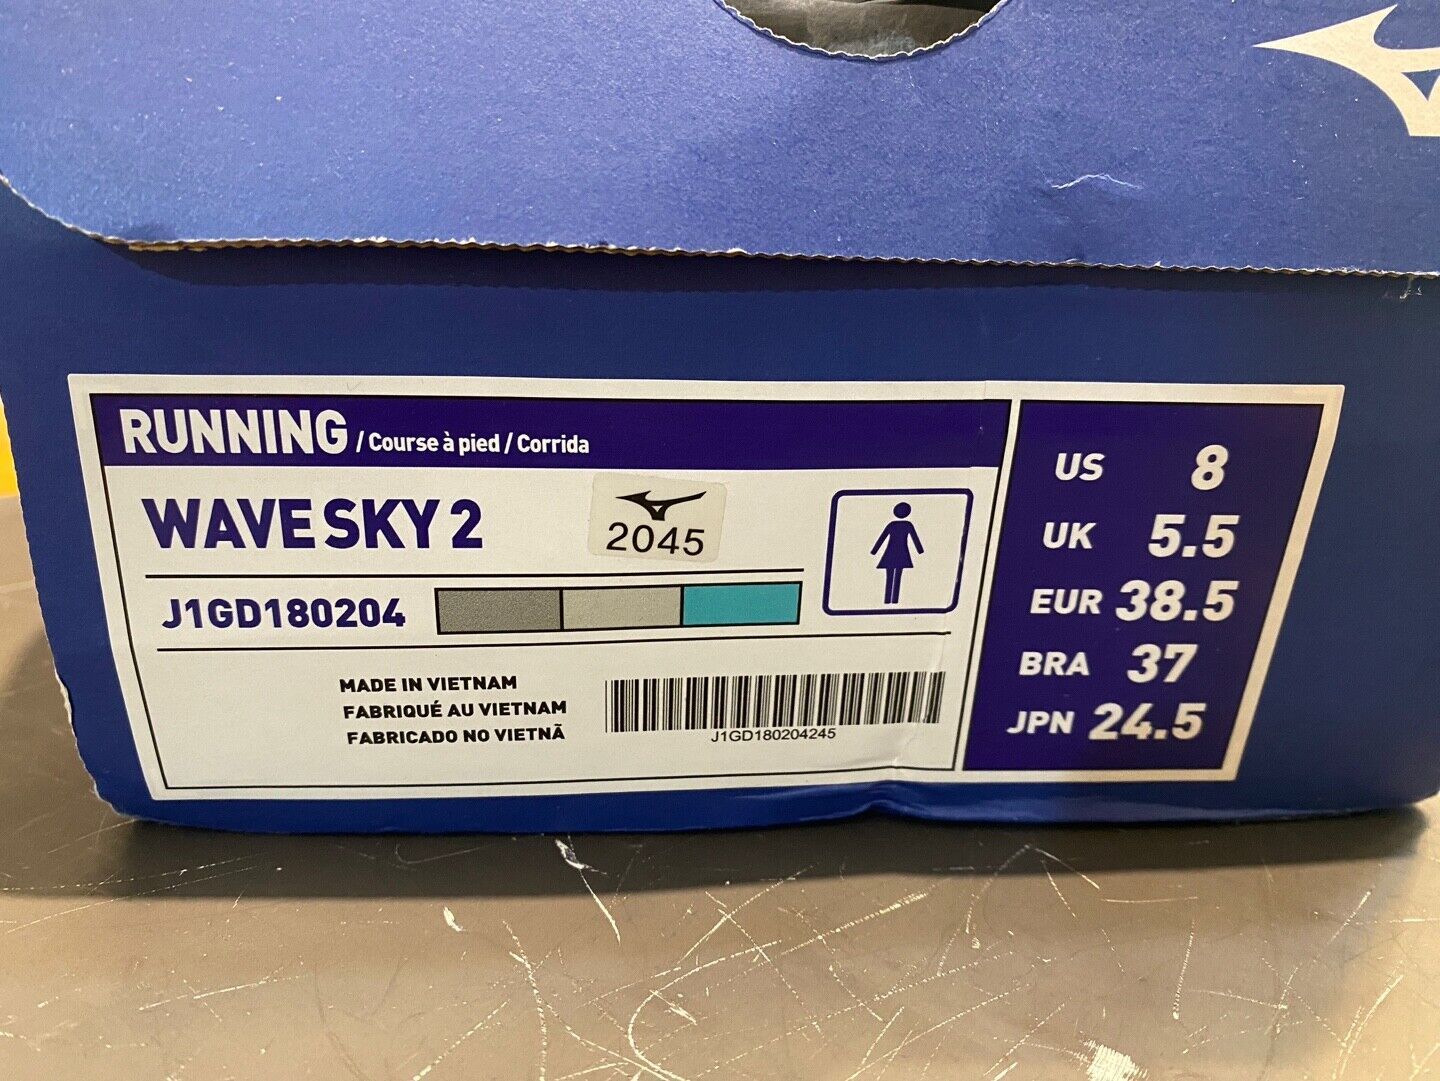 RUNNING / Course à pied / Corrida
WAVE SKY 2
2045
J1GD180204
MADE IN VIETNAM
FABRIQUÉ AU VIETNAM
FABRICADO NO VIETNÃ
J1GD180204245
US 8
UK 5.5
EUR 38.5
BRA 37
JPN 24.5